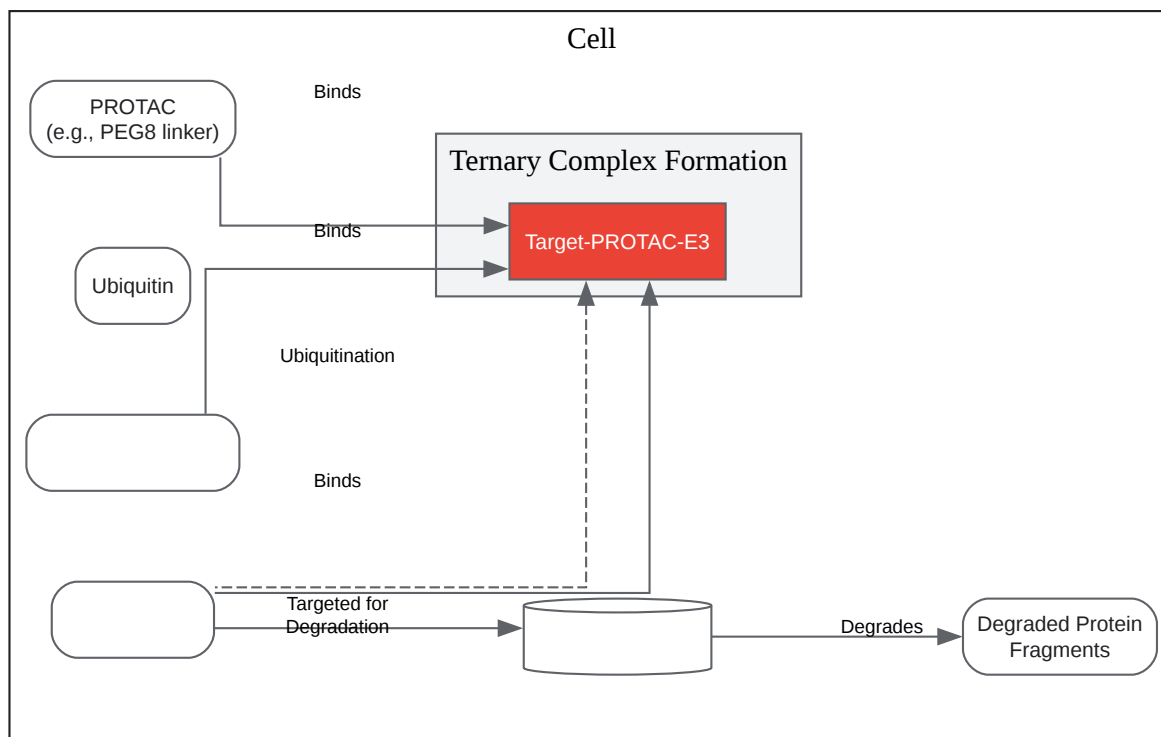 Cell
PROTAC
(e.g., PEG8 linker)
Binds
Ternary Complex Formation
Binds
Target-PROTAC-E3
Ubiquitin
Ubiquitination
Binds
Targeted for
Degradation
Degrades
Degraded Protein
Fragments